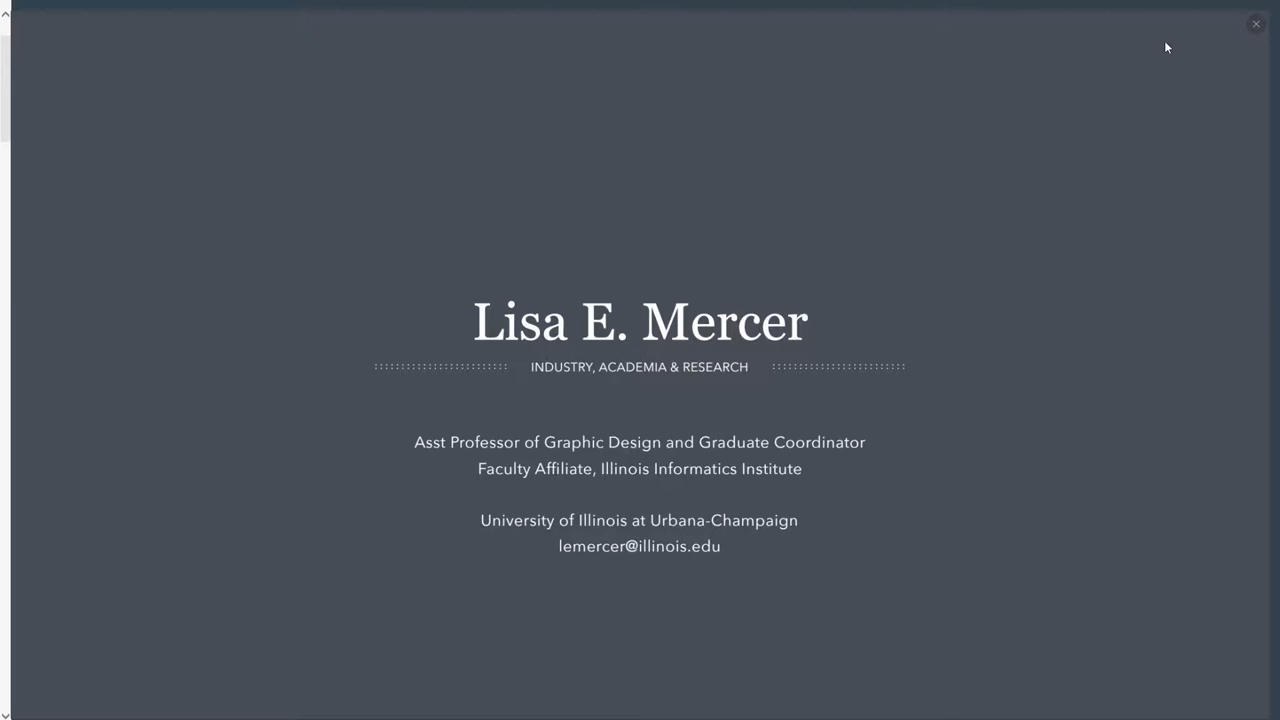 Lisa E. Mercer
INDUSTRY, ACADEMIA & RESEARCH
Asst Professor of Graphic Design and Graduate Coordinator
Faculty Affiliate, Illinois Informatics Institute
University of Illinois at Urbana-Champaign
lemercer@illinois.edu